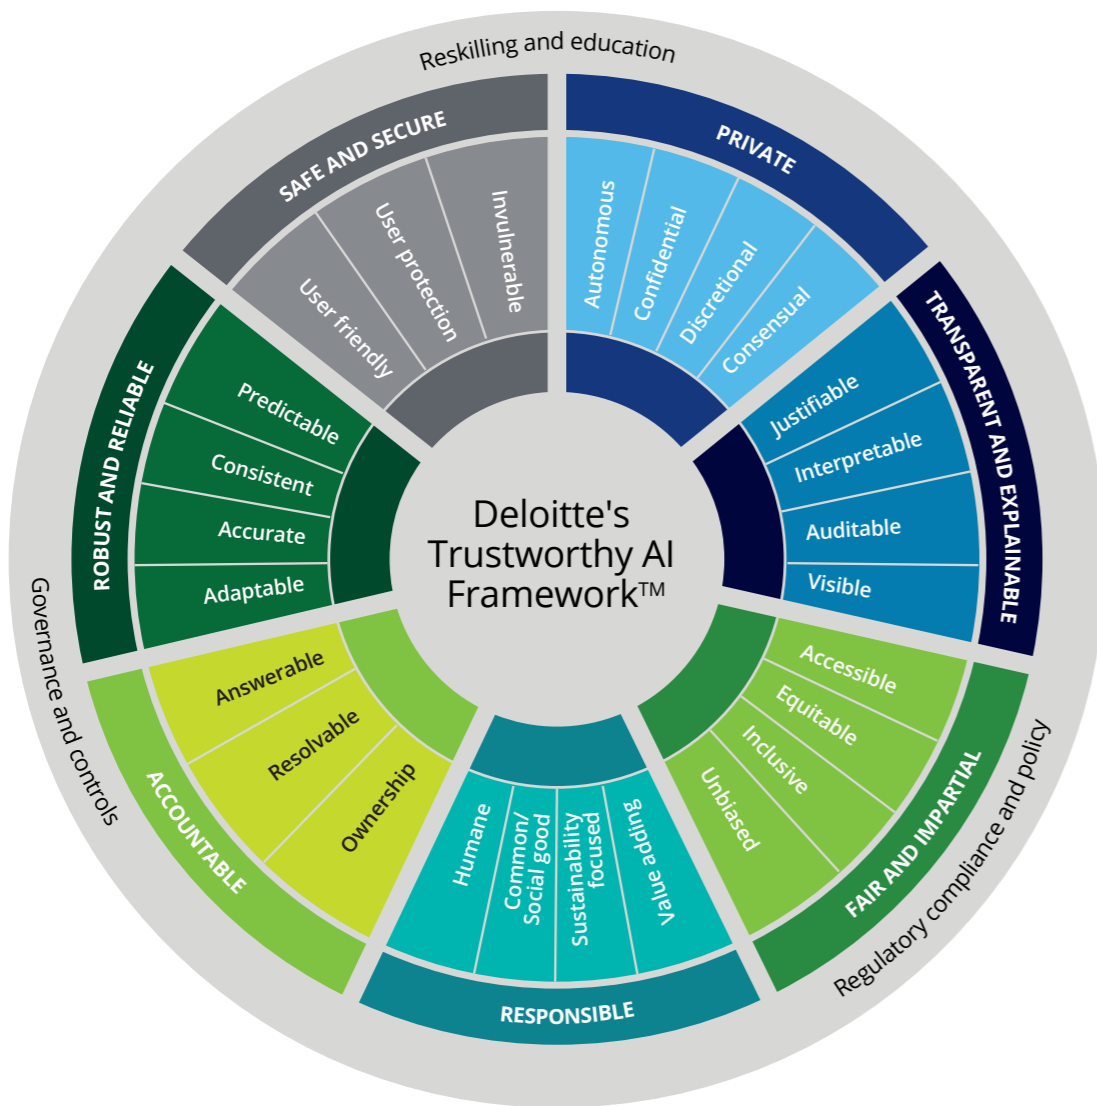 Reskilling and education
SAFE AND SECURE
User friendly
User protection
Invulnerable
PRIVATE
Autonomous
Confidential
Discretional
Consensual
TRANSPARENT AND EXPLAINABLE
Justifiable
Interpretable
Auditable
Visible
FAIR AND IMPARTIAL
Accessible
Equitable
Inclusive
Unbiased
Regulatory compliance and policy
RESPONSIBLE
Humane
Common/
Social good
Sustainability
focused
Value adding
ACCOUNTABLE
Answerable
Resolvable
Ownership
Governance and controls
ROBUST AND RELIABLE
Predictable
Consistent
Accurate
Adaptable
Deloitte's
Trustworthy AI
Framework™